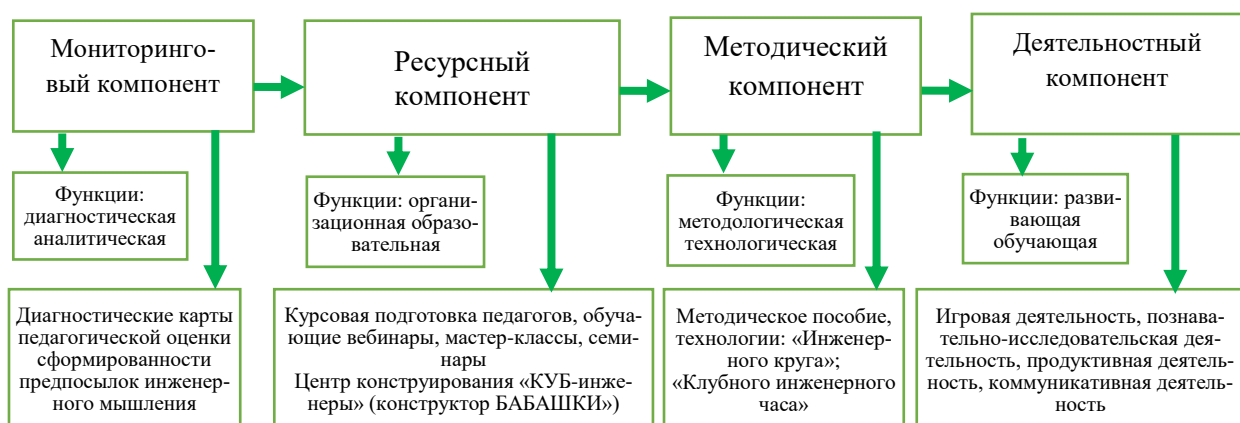 Мониторинго-
вый компонент
Ресурсный
компонент
Методический
компонент
Деятельностный
компонент
Функции:
диагностическая
аналитическая
Функции: органи-
зационная образо-
вательная
Функции:
методологическая
технологическая
Функции: разви-
вающая
обучающая
Диагностические карты
педагогической оценки
сформированности
предпосылок инженер-
ного мышления
Курсовая подготовка педагогов, обуча-
ющие вебинары, мастер-классы, семи-
нары
Центр конструирования «КУБ-инже-
неры» (конструктор БАБАШКИ»)
Методическое пособие,
технологии: «Инженер-
ного круга»;
«Клубного инженерного
часа»
Игровая деятельность, познава-
тельно-исследовательская дея-
тельность, продуктивная деятель-
ность, коммуникативная деятель-
ность